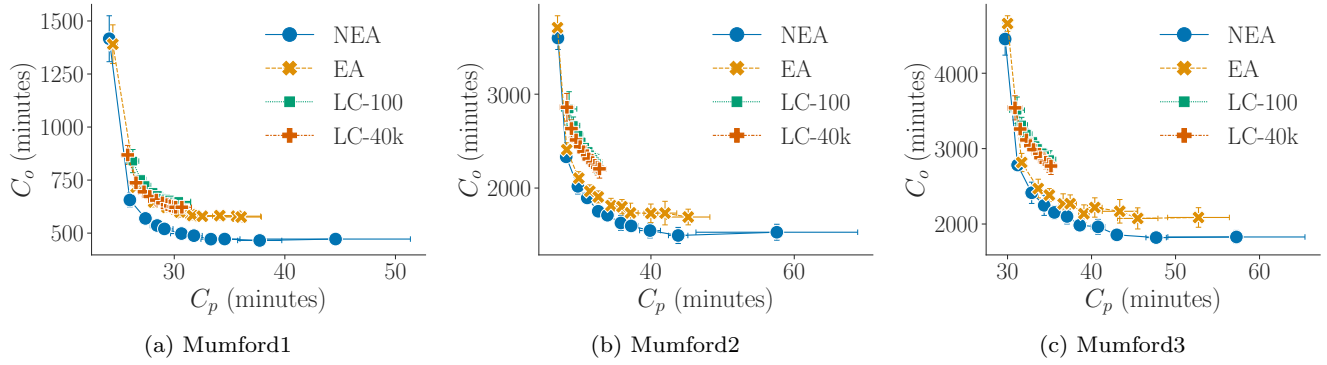 1500
1250
1000
750
500
C_o (minutes)
30
40
50
C_p (minutes)
NEA
EA
LC-100
LC-40k
(a) Mumford1
3000
2000
C_o (minutes)
40
60
C_p (minutes)
NEA
EA
LC-100
LC-40k
(b) Mumford2
4000
3000
2000
C_o (minutes)
30
40
50
60
C_p (minutes)
NEA
EA
LC-100
LC-40k
(c) Mumford3